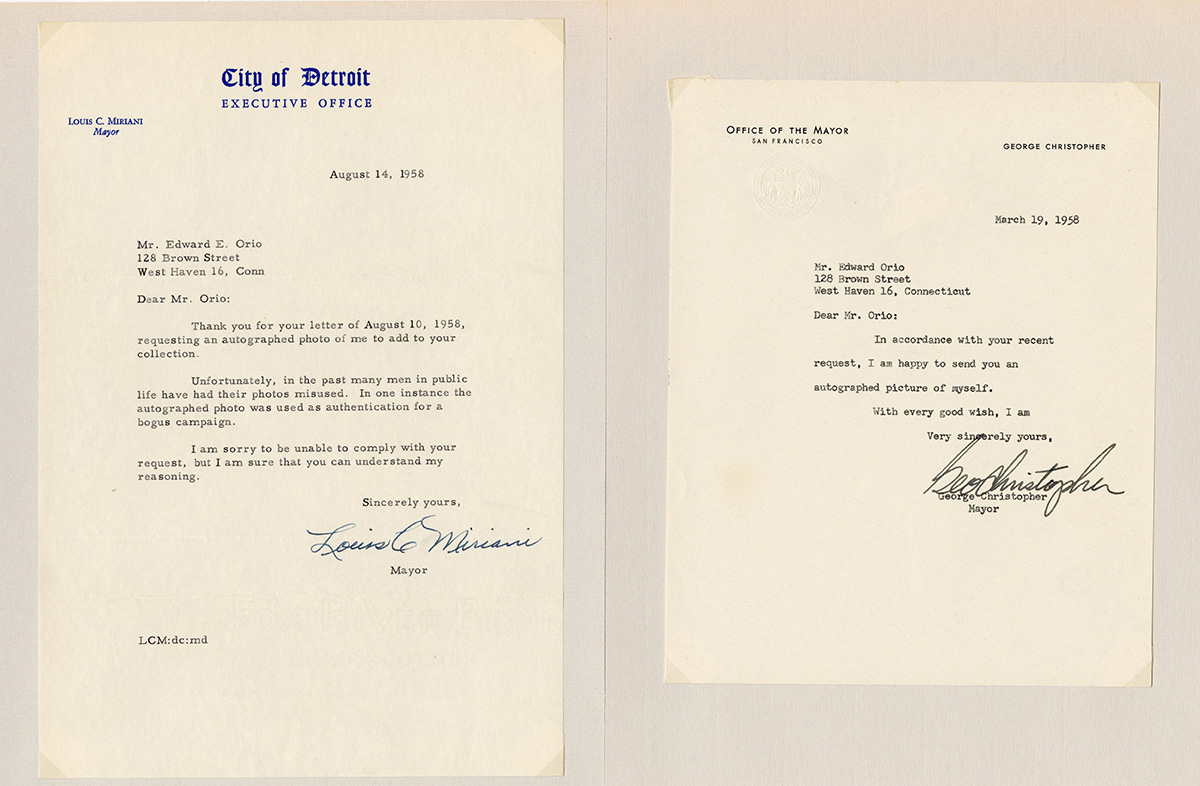 City of Detroit
EXECUTIVE OFFICE
LOUIS C. MIRIANI
Mayor
August 14, 1958
Mr. Edward E. Orio
128 Brown Street
West Haven 16, Conn
Dear Mr. Orio:
Thank you for your letter of August 10, 1958,
requesting an autographed photo of me to add to your
collection.
Unfortunately, in the past many men in public
life have had their photos misused. In one instance the
autographed photo was used as authentication for a
bogus campaign.
I am sorry to be unable to comply with your
request, but I am sure that you can understand my
reasoning.
Sincerely yours,
Louis C Miriani
Mayor
LCM:dc:md
OFFICE OF THE MAYOR
SAN FRANCISCO
GEORGE CHRISTOPHER
March 19, 1958
Mr. Edward Orio
128 Brown Street
West Haven 16, Connecticut
Dear Mr. Orio:
In accordance with your recent
request, I am happy to send you an
autographed picture of myself.
With every good wish, I am
Very sincerely yours,
Geo Christopher
George Christopher
Mayor